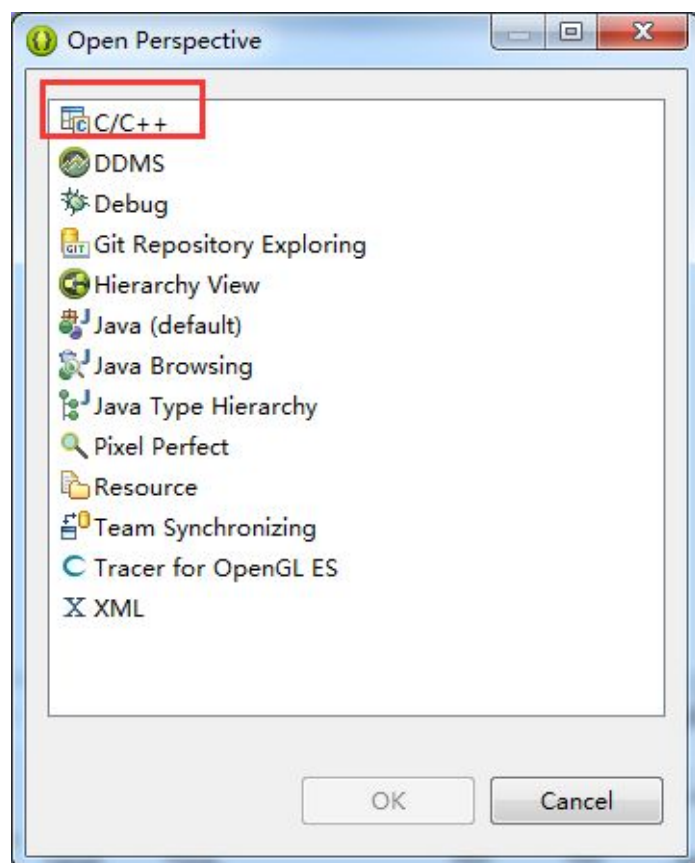 Open Perspective
C/C++
DDMS
Debug
Git Repository Exploring
Hierarchy View
Java (default)
Java Browsing
Java Type Hierarchy
Pixel Perfect
Resource
Team Synchronizing
Tracer for OpenGL ES
XML
OK
Cancel